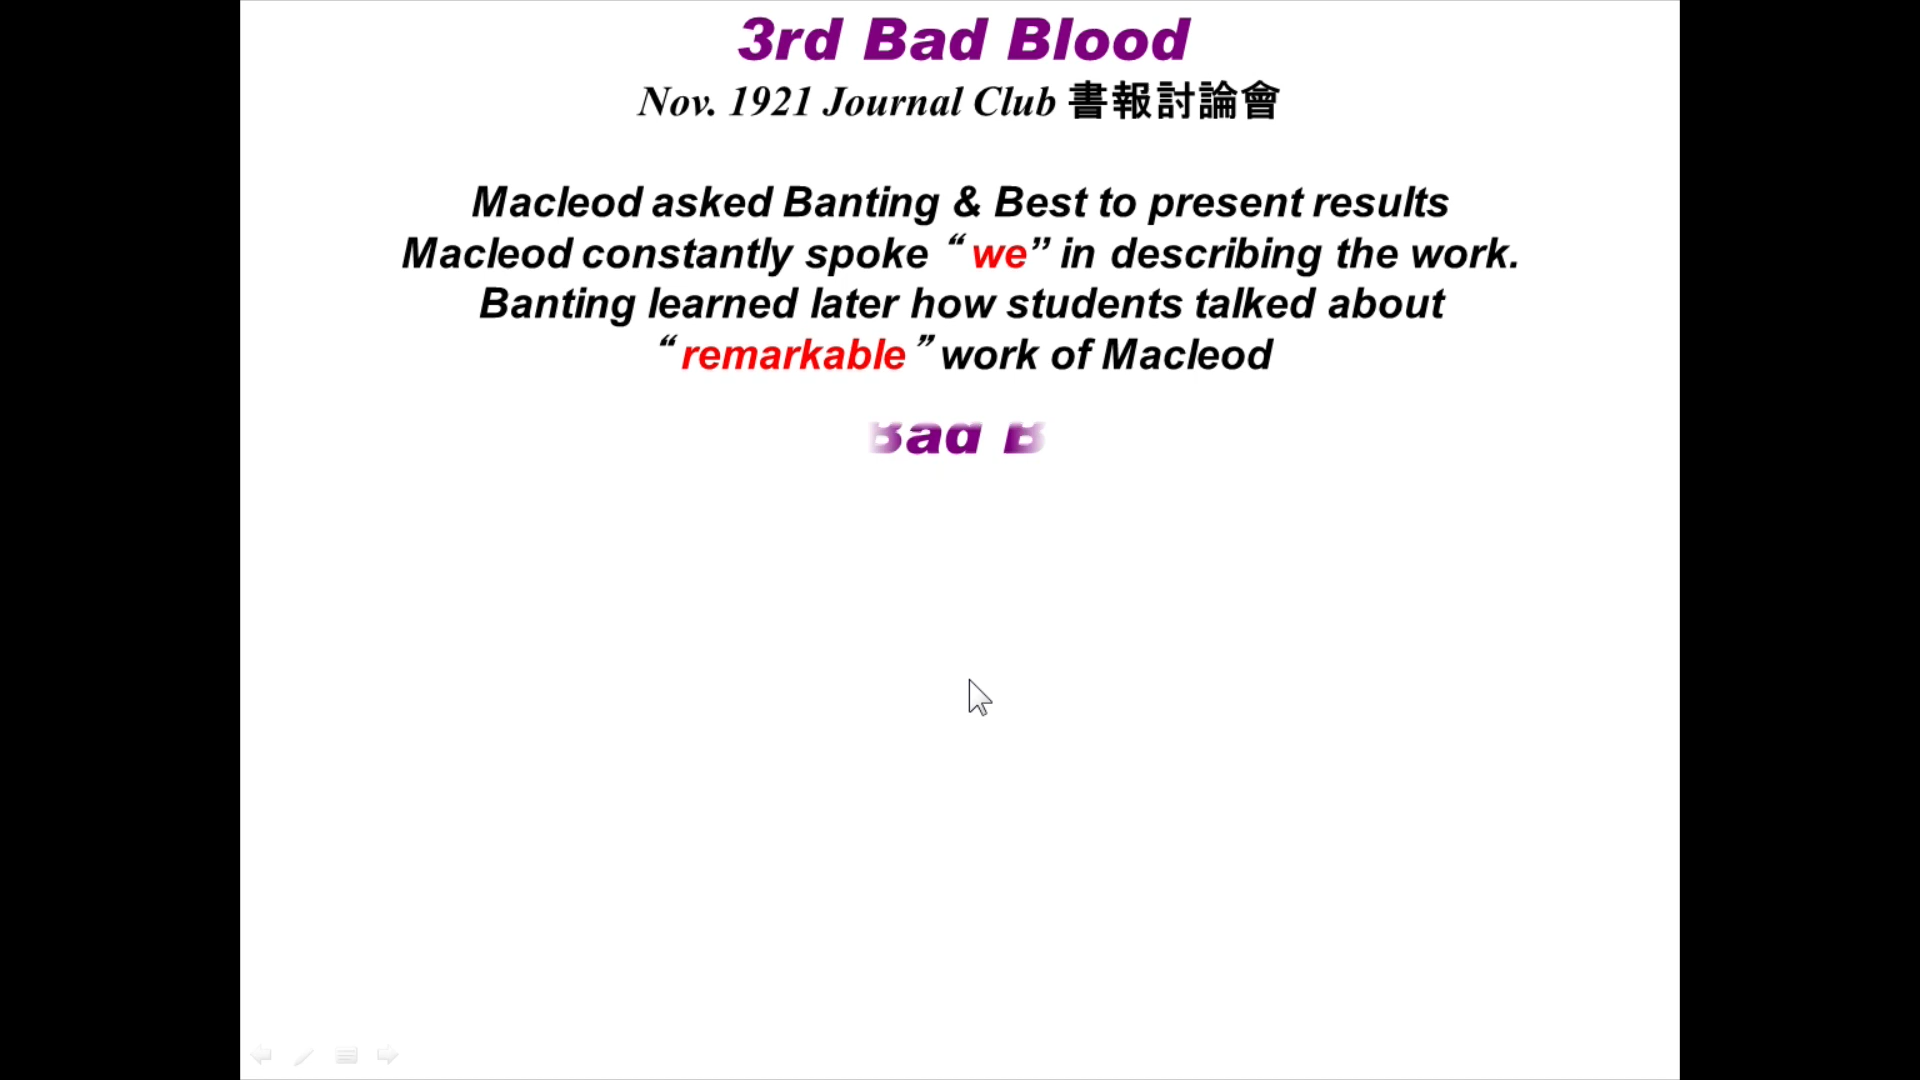 3rd Bad Blood
Nov. 1921 Journal Club 書報討論會
Macleod asked Banting & Best to present results
Macleod constantly spoke “we” in describing the work.
Banting learned later how students talked about
“remarkable” work of Macleod
Bad B